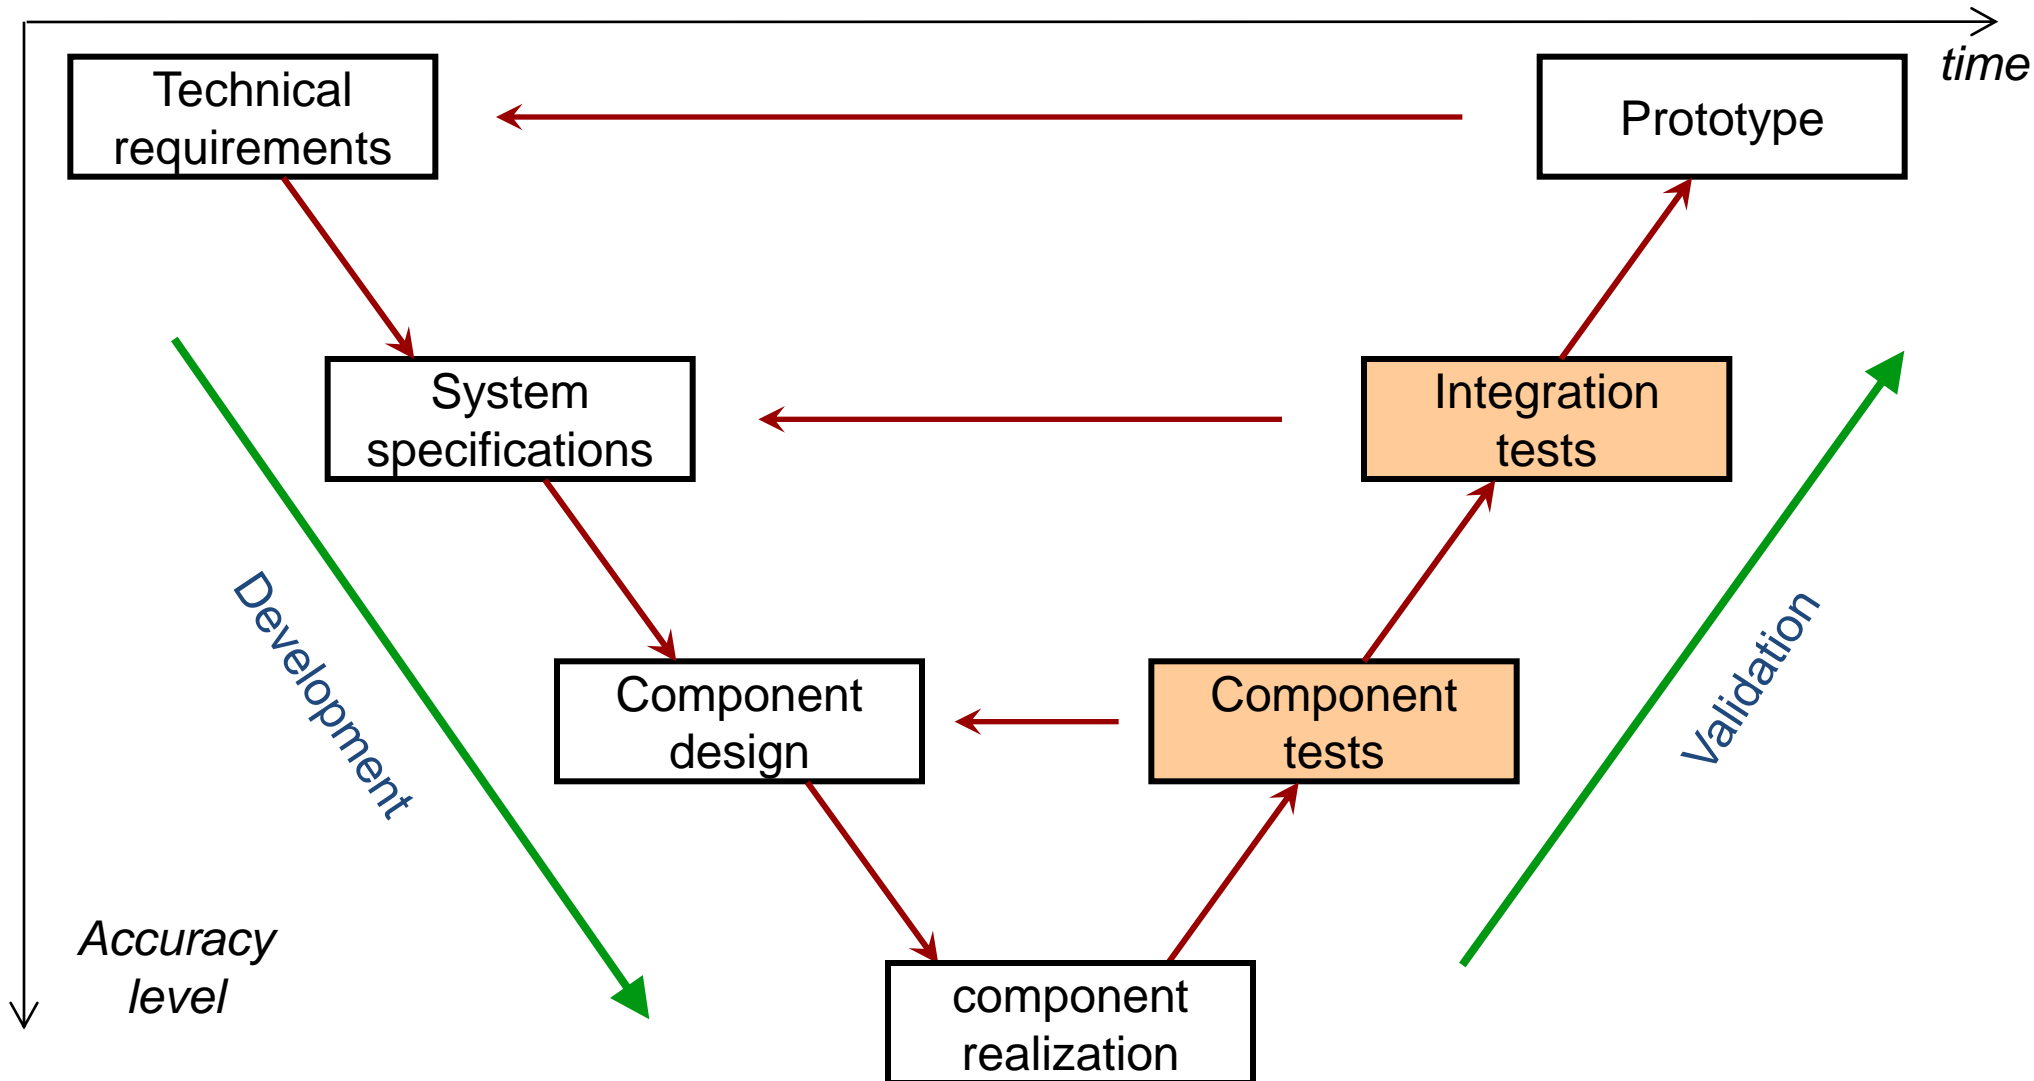 time
Technical
requirements
Prototype
System
specifications
Integration
tests
Development
Validation
Component
design
Component
tests
Accuracy
level
component
realization